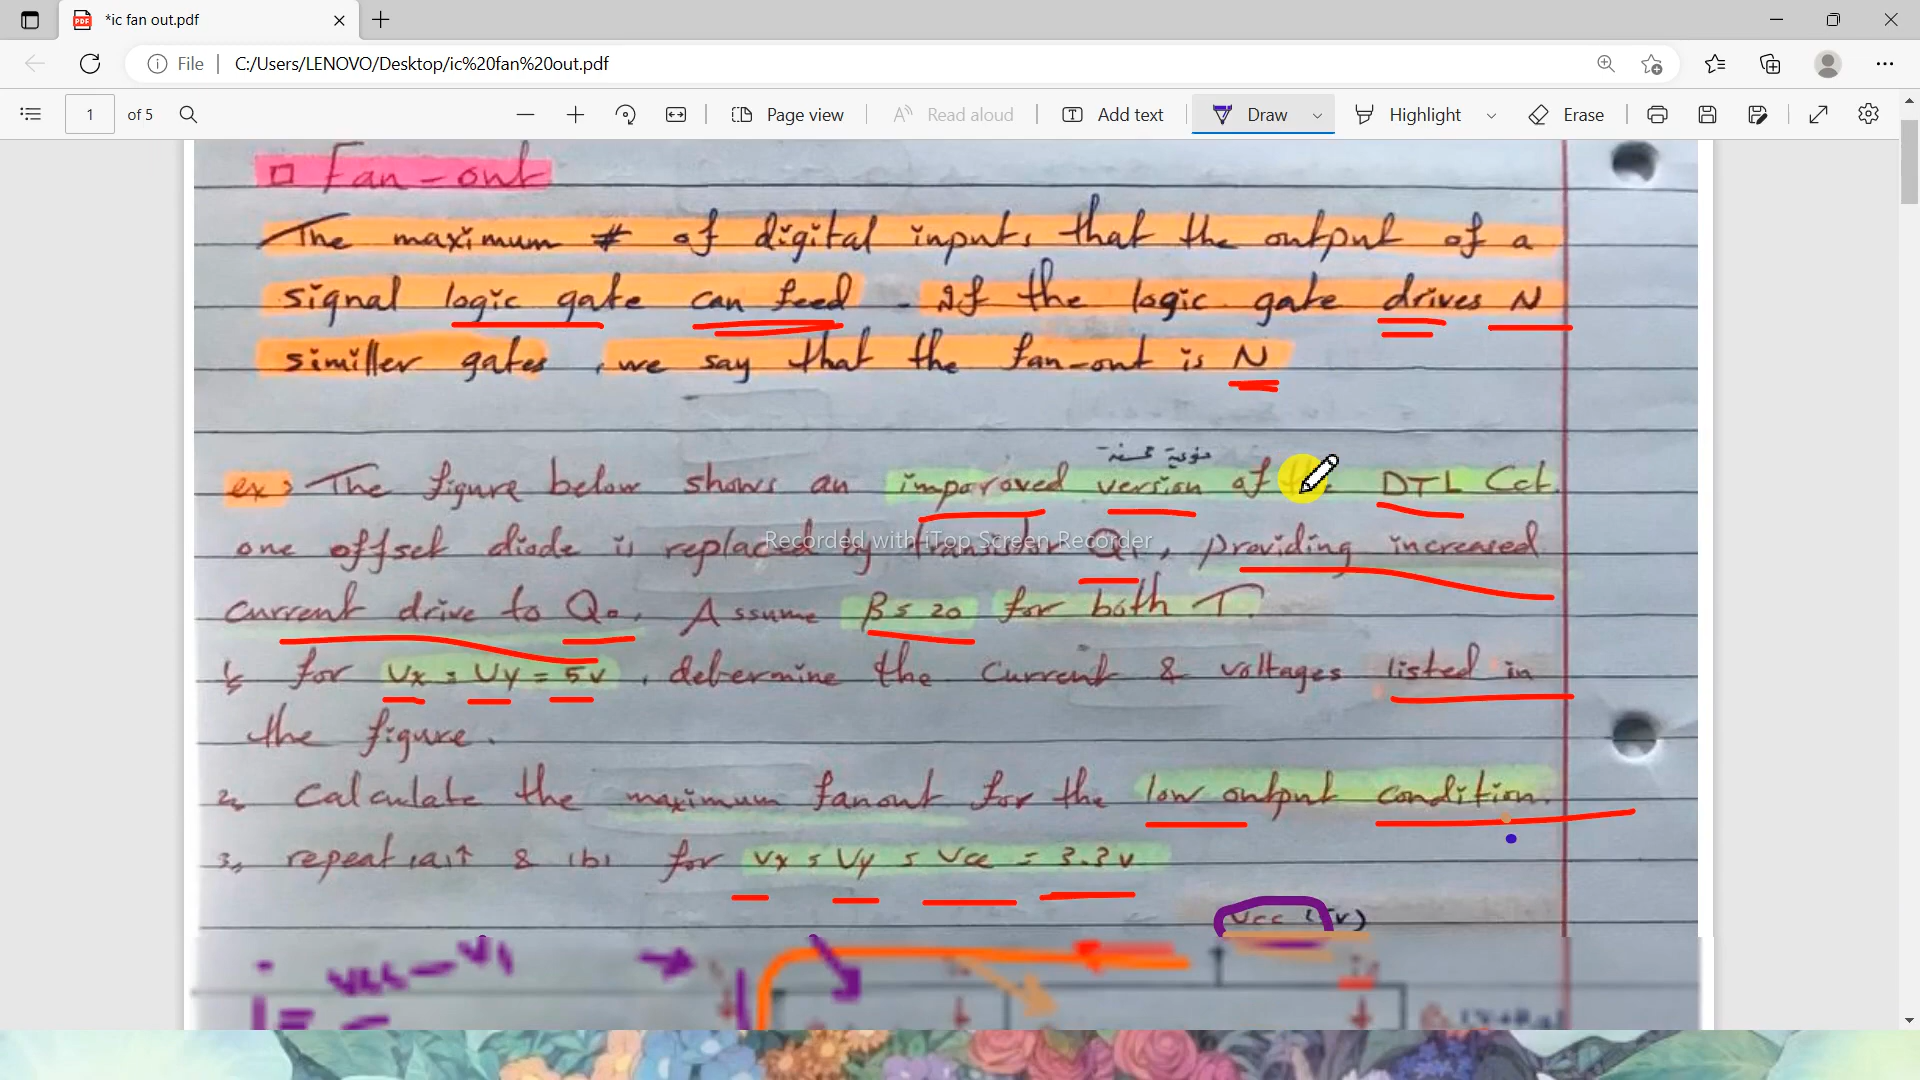 *ic fan out.pdf
File C:/Users/LENOVO/Desktop/ic%20fan%20out.pdf
1 of 5 Page view Read aloud Add text Draw Highlight Erase
□ Fan-out
The maximum # of digital inputs that the output of a
signal logic gate can feed - If the logic gate drives N
similler gates, we say that the fan-out is N
ex: The figure below shows an imporoved version of the DTL Cct.
one offset diode is replaced by transistor Q1, providing increased
Recorded with iTop Screen Recorder
current drive to Qo. Assume β = 20 for both T
1, for Vx = Vy = 5v, determine the Current & voltages listed in
the figure.
2, Calculate the maximum fanout for the low output condition.
3, repeat (a) & (b) for Vx = Vy = Vcc = 3.3v
Vcc (5v)